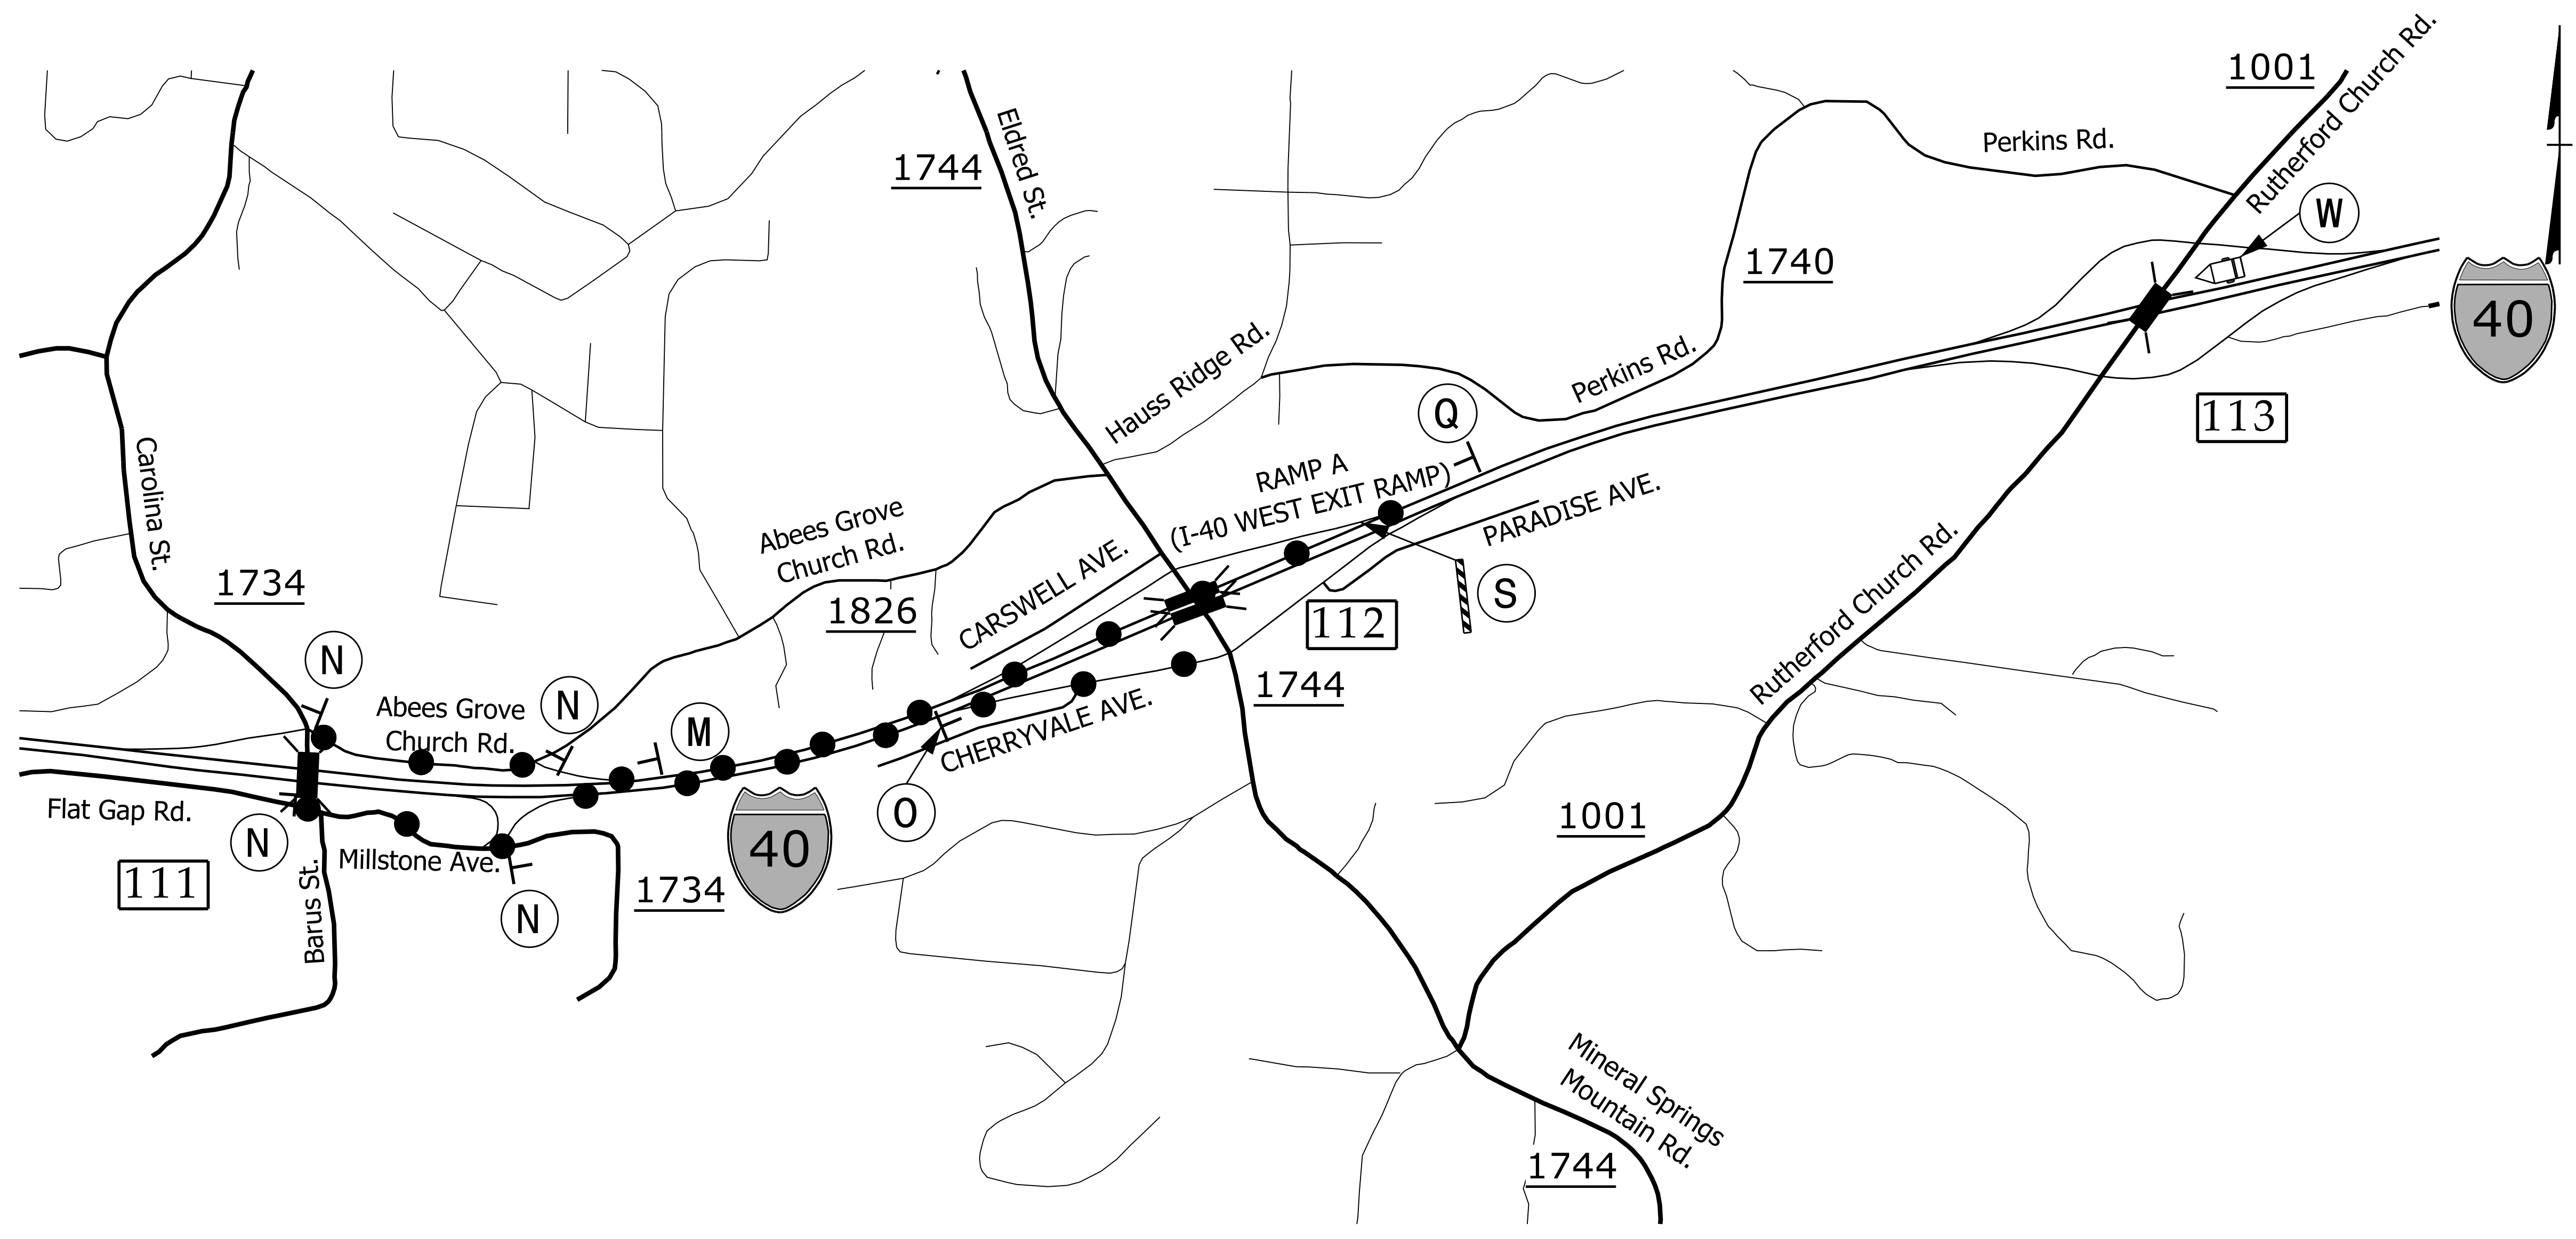 1001
Rutherford Church Rd.
Perkins Rd.
Eldred St.
1744
W
1740
40
Hauss Ridge Rd.
Perkins Rd.
113
Q
Carolina St.
RAMP A
(I-40 WEST EXIT RAMP)
PARADISE AVE.
Abees Grove
Church Rd.
CARSWELL AVE.
1734
1826
S
112
Rutherford Church Rd.
N
1744
Abees Grove
Church Rd.
N
M
CHERRYVALE AVE.
Flat Gap Rd.
O
N
Millstone Ave.
40
1001
111
Barus St.
1734
N
Mineral Springs
Mountain Rd.
1744